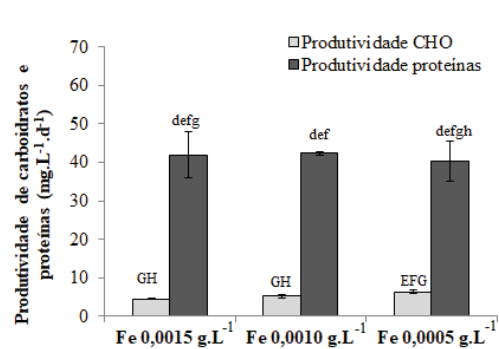 Produtividade de carboidratos e
proteínas (mg.L⁻¹.d⁻¹)
70
60
50
40
30
20
10
0
Produtividade CHO
Produtividade proteínas
defg
def
defgh
GH
GH
EFG
Fe 0,0015 g.L⁻¹
Fe 0,0010 g.L⁻¹
Fe 0,0005 g.L⁻¹